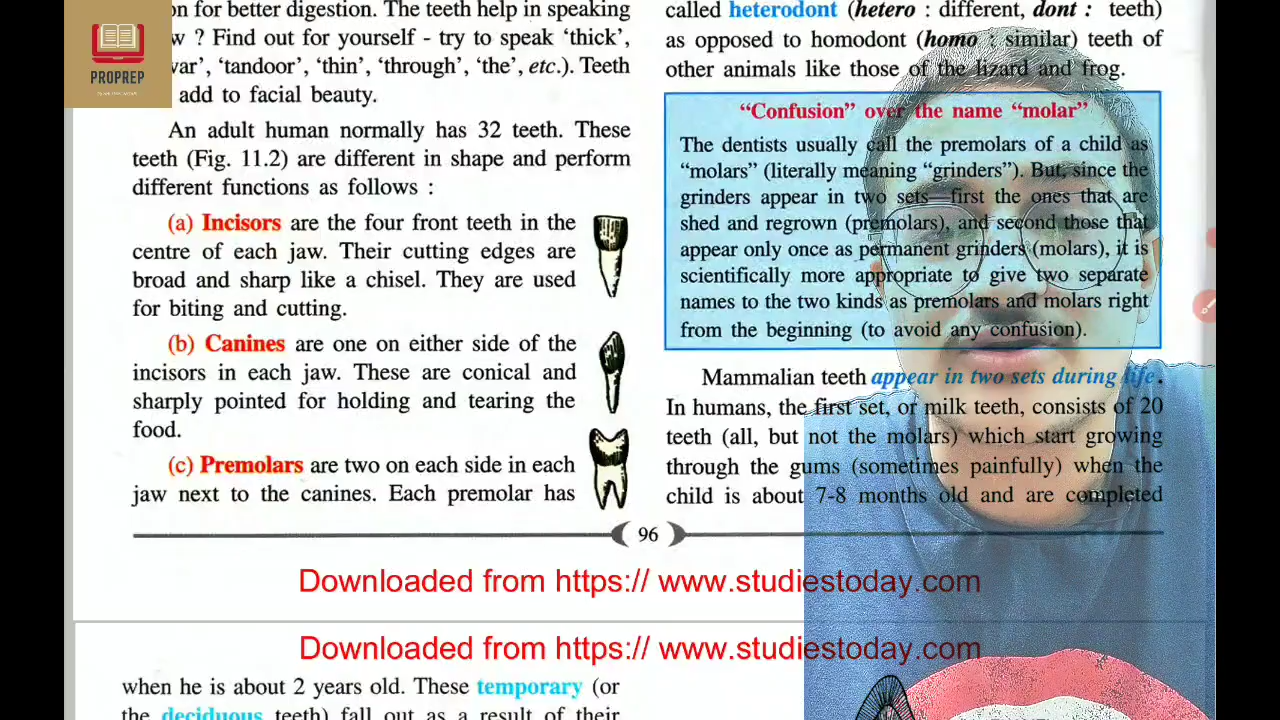 PROPREP
on for better digestion. The teeth help in speaking
w ? Find out for yourself - try to speak ‘thick’,
var’, ‘tandoor’, ‘thin’, ‘through’, ‘the’, etc.). Teeth
add to facial beauty.
An adult human normally has 32 teeth. These
teeth (Fig. 11.2) are different in shape and perform
different functions as follows :
(a) Incisors are the four front teeth in the
centre of each jaw. Their cutting edges are
broad and sharp like a chisel. They are used
for biting and cutting.
(b) Canines are one on either side of the
incisors in each jaw. These are conical and
sharply pointed for holding and tearing the
food.
(c) Premolars are two on each side in each
jaw next to the canines. Each premolar has
called heterodont (hetero : different, dont : teeth)
as opposed to homodont (homo : similar) teeth of
other animals like those of the lizard and frog.
“Confusion” over the name “molar”
The dentists usually call the premolars of a child as
“molars” (literally meaning “grinders”). But, since the
grinders appear in two sets—first the ones that are
shed and regrown (premolars), and second those that
appear only once as permanent grinders (molars), it is
scientifically more appropriate to give two separate
names to the two kinds as premolars and molars right
from the beginning (to avoid any confusion).
Mammalian teeth appear in two sets during life.
In humans, the first set, or milk teeth, consists of 20
teeth (all, but not the molars) which start growing
through the gums (sometimes painfully) when the
child is about 7-8 months old and are completed
96
Downloaded from https:// www.studiestoday.com
Downloaded from https:// www.studiestoday.com
when he is about 2 years old. These temporary (or
the deciduous teeth) fall out as a result of their